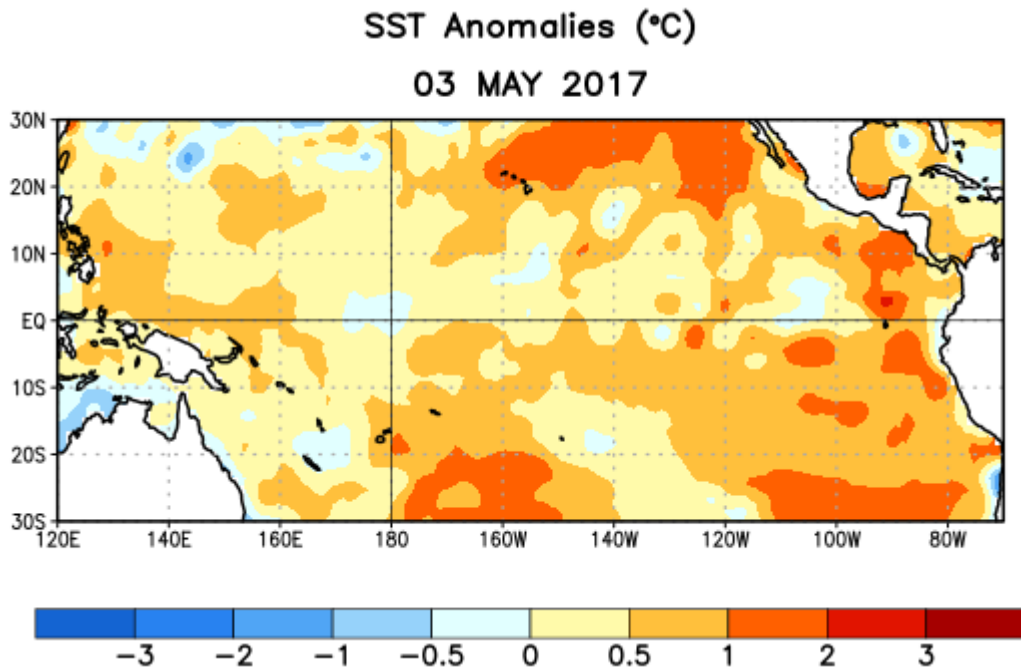 SST Anomalies (°C)
03 MAY 2017
30N
20N
10N
EQ
10S
20S
30S
120E 140E 160E 180 160W 140W 120W 100W 80W
-3 -2 -1 -0.5 0 0.5 1 2 3